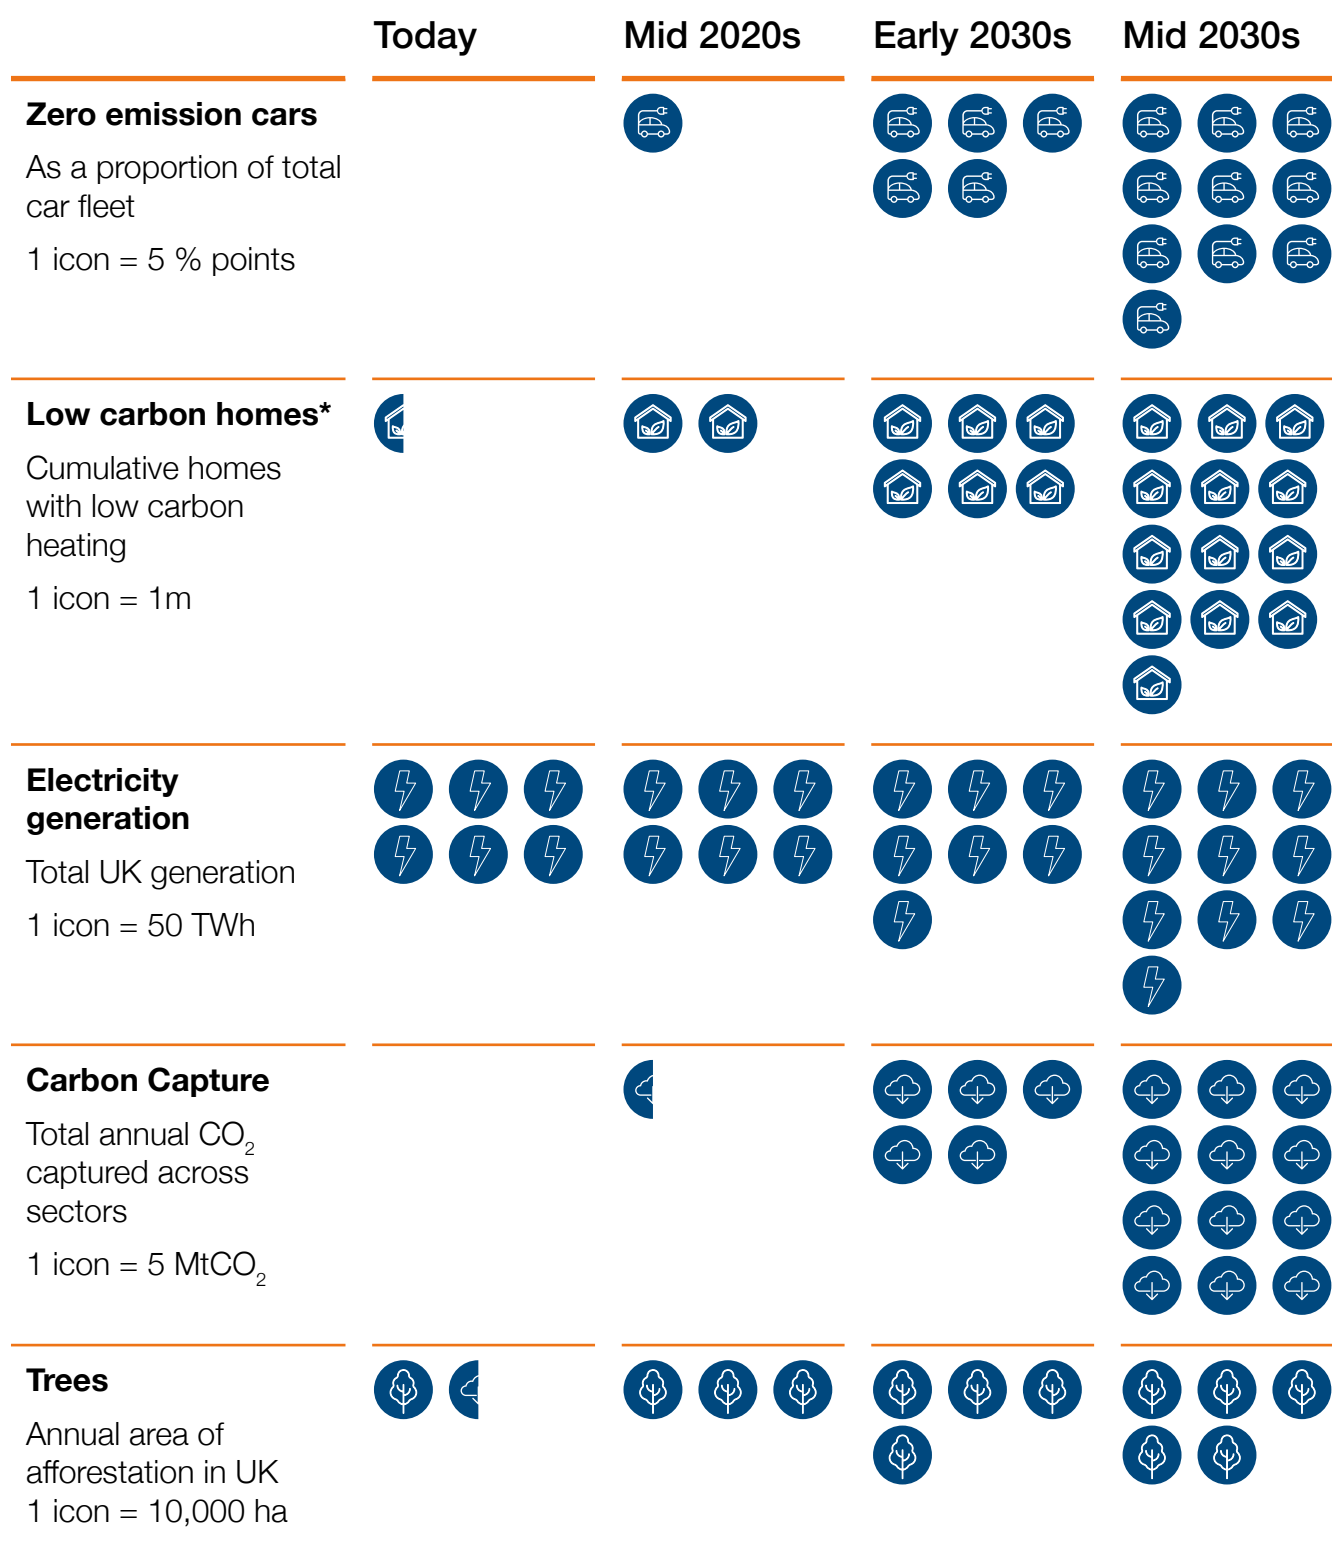 Today Mid 2020s Early 2030s Mid 2030s
Zero emission cars
As a proportion of total
car fleet
1 icon = 5 % points
Low carbon homes*
Cumulative homes
with low carbon
heating
1 icon = 1m
Electricity
generation
Total UK generation
1 icon = 50 TWh
Carbon Capture
Total annual CO₂
captured across
sectors
1 icon = 5 MtCO₂
Trees
Annual area of
afforestation in UK
1 icon = 10,000 ha